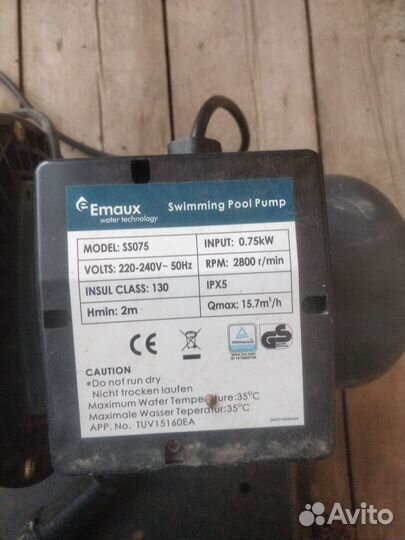 Emaux
water technology
Swimming Pool Pump
MODEL: SS075
INPUT: 0.75kW
VOLTS: 220-240V~ 50Hz
RPM: 2800 r/min
INSUL CLASS: 130
IPX5
Hmin: 2m
Qmax: 15.7m³/h
CE
TÜVRheinland
GS
CAUTION
*Do not run dry
Nicht trocken laufen
Maximum Water Temperature:35°C
Maximale Wasser Teperatur:35°C
APP. No. TUV15160EA
Avito